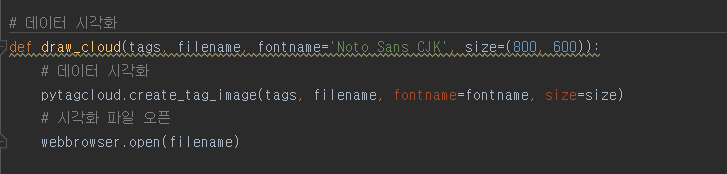 # 데이터 시각화
def draw_cloud(tags, filename, fontname='Noto Sans CJK', size=(800, 600)):
# 데이터 시각화
pytagcloud.create_tag_image(tags, filename, fontname=fontname, size=size)
# 시각화 파일 오픈
webbrowser.open(filename)